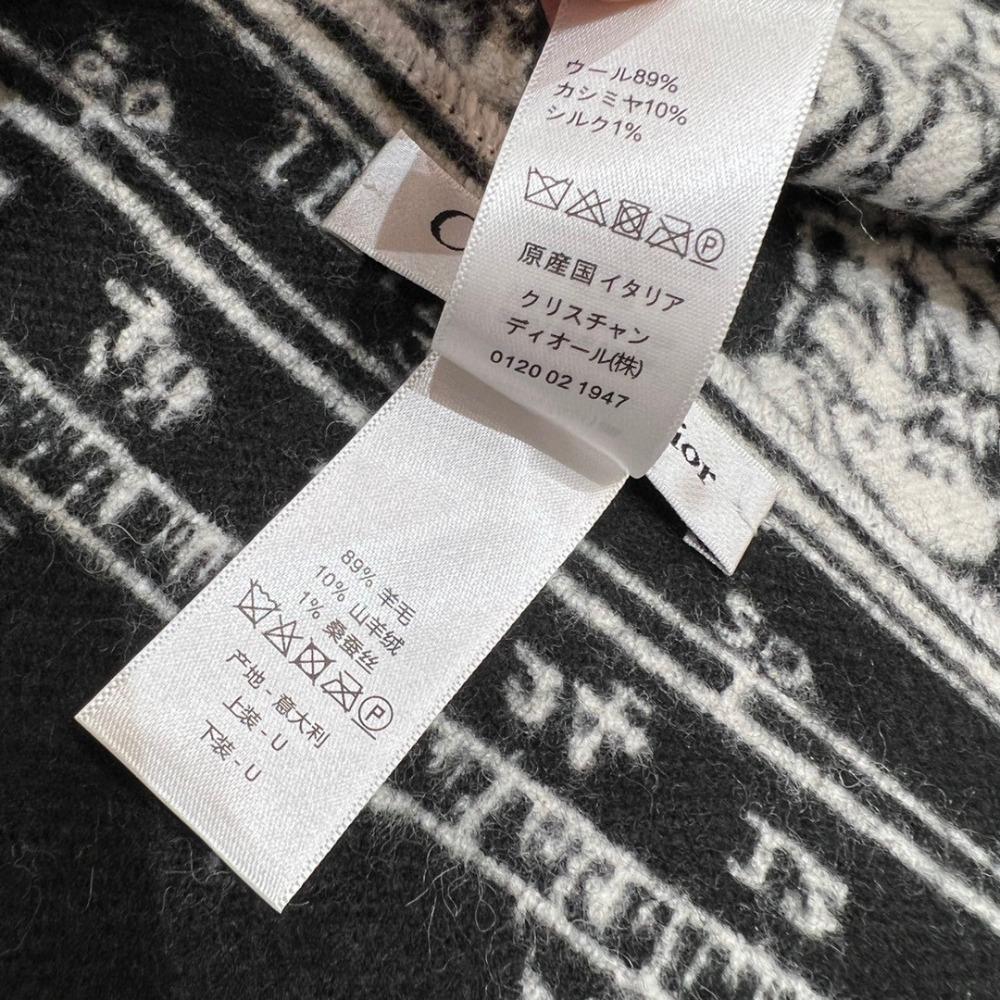 ウール89%
カシミヤ10%
シルク1%
P
原産国イタリア
クリスチャン
ディオール(株)
0120 02 1947
ior
89% 羊毛
10% 山羊绒
1% 桑蚕丝
P
产地 - 意大利
上装 - U
下装 - U